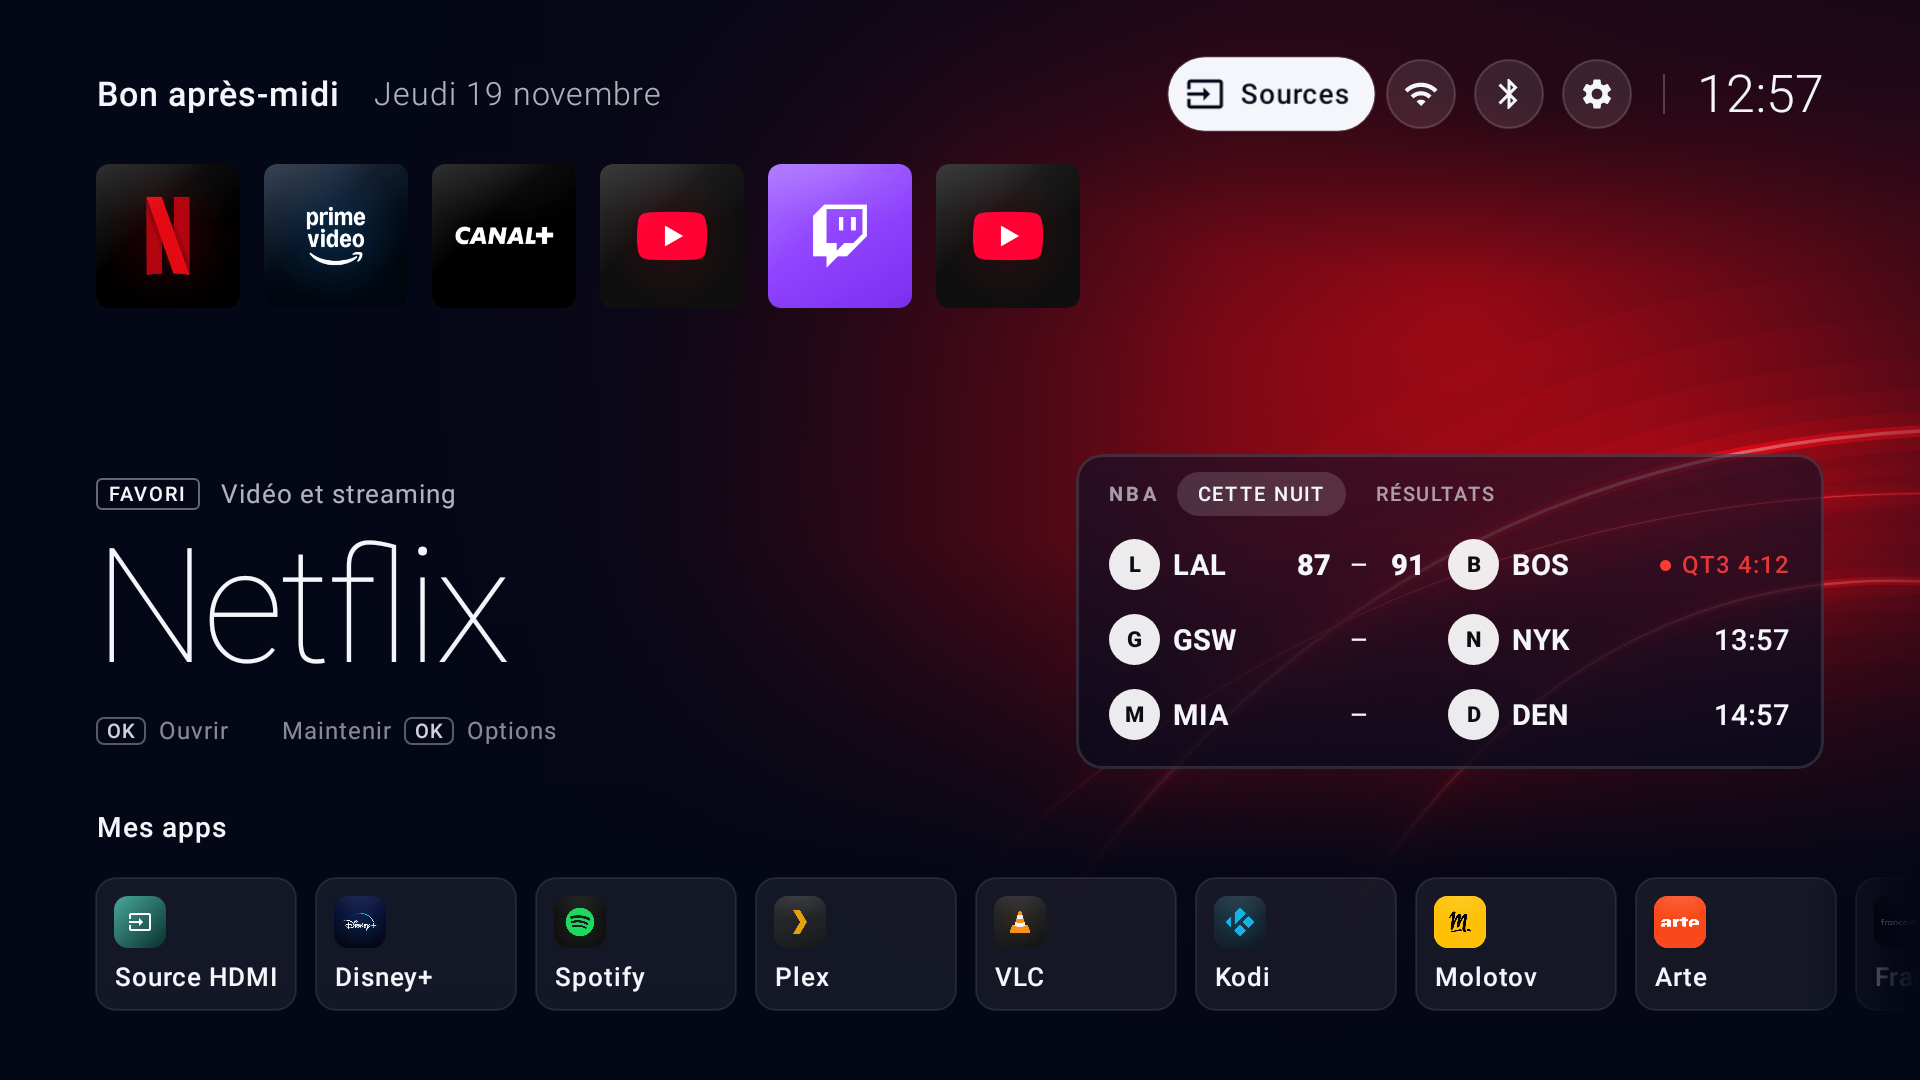 Bon après-midi Jeudi 19 novembre
Sources
12:57
prime video
CANAL+
FAVORI Vidéo et streaming
Netflix
OK Ouvrir Maintenir OK Options
NBA CETTE NUIT RÉSULTATS
L LAL 87 – 91 B BOS QT3 4:12
G GSW – N NYK 13:57
M MIA – D DEN 14:57
Mes apps
Source HDMI
Disney+
Disney+
Spotify
Plex
VLC
Kodi
m.
Molotov
arte
Arte
Fra